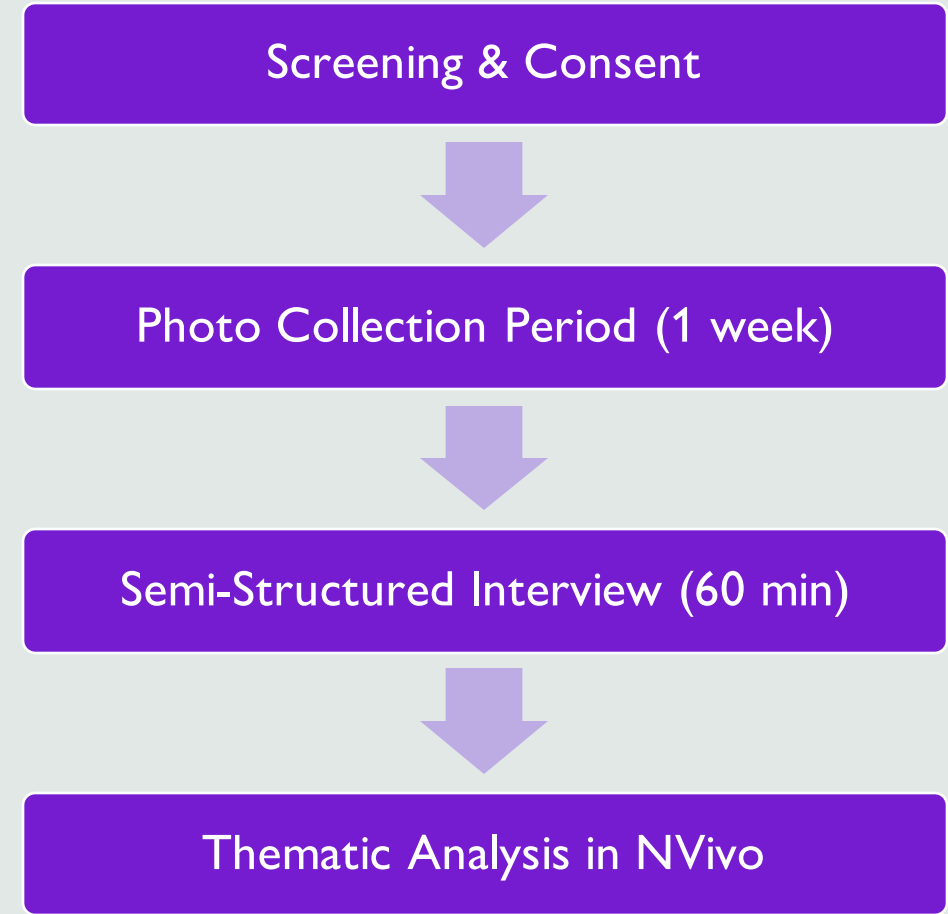 Screening & Consent
Photo Collection Period (1 week)
Semi-Structured Interview (60 min)
Thematic Analysis in NVivo